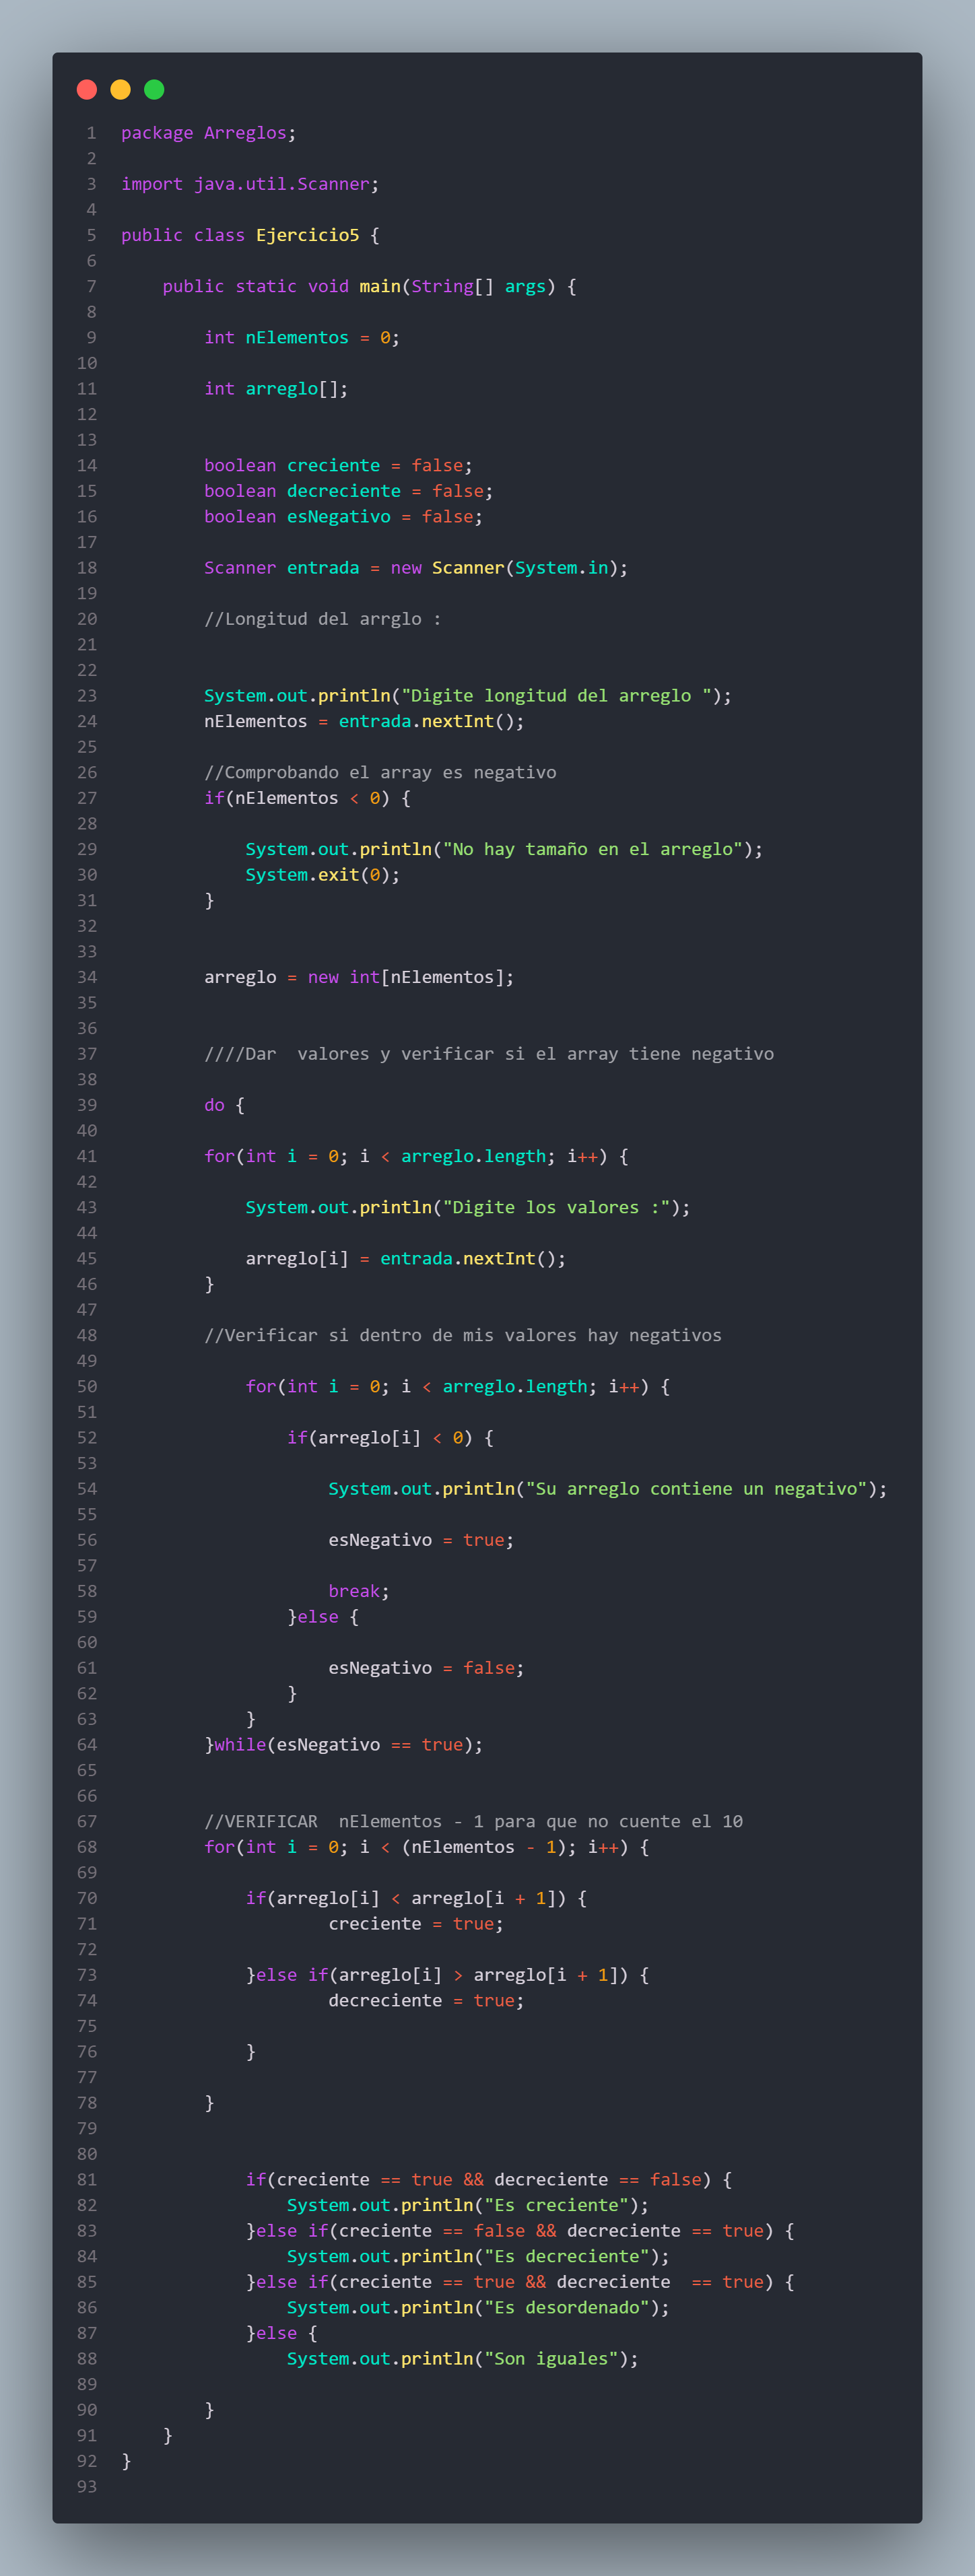 1 package Arreglos;
2
3 import java.util.Scanner;
4
5 public class Ejercicio5 {
6
7     public static void main(String[] args) {
8
9         int nElementos = 0;
10
11         int arreglo[];
12
13
14         boolean creciente = false;
15         boolean decreciente = false;
16         boolean esNegativo = false;
17
18         Scanner entrada = new Scanner(System.in);
19
20         //Longitud del arrglo :
21
22
23         System.out.println("Digite longitud del arreglo ");
24         nElementos = entrada.nextInt();
25
26         //Comprobando el array es negativo
27         if(nElementos < 0) {
28
29             System.out.println("No hay tamaño en el arreglo");
30             System.exit(0);
31         }
32
33
34         arreglo = new int[nElementos];
35
36
37         ////Dar  valores y verificar si el array tiene negativo
38
39         do {
40
41         for(int i = 0; i < arreglo.length; i++) {
42
43             System.out.println("Digite los valores :");
44
45             arreglo[i] = entrada.nextInt();
46         }
47
48         //Verificar si dentro de mis valores hay negativos
49
50             for(int i = 0; i < arreglo.length; i++) {
51
52                 if(arreglo[i] < 0) {
53
54                     System.out.println("Su arreglo contiene un negativo");
55
56                     esNegativo = true;
57
58                     break;
59                 }else {
60
61                     esNegativo = false;
62                 }
63             }
64         }while(esNegativo == true);
65
66
67         //VERIFICAR  nElementos - 1 para que no cuente el 10
68         for(int i = 0; i < (nElementos - 1); i++) {
69
70             if(arreglo[i] < arreglo[i + 1]) {
71                     creciente = true;
72
73             }else if(arreglo[i] > arreglo[i + 1]) {
74                     decreciente = true;
75
76             }
77
78         }
79
80
81             if(creciente == true && decreciente == false) {
82                 System.out.println("Es creciente");
83             }else if(creciente == false && decreciente == true) {
84                 System.out.println("Es decreciente");
85             }else if(creciente == true && decreciente  == true) {
86                 System.out.println("Es desordenado");
87             }else {
88                 System.out.println("Son iguales");
89
90         }
91     }
92 }
93